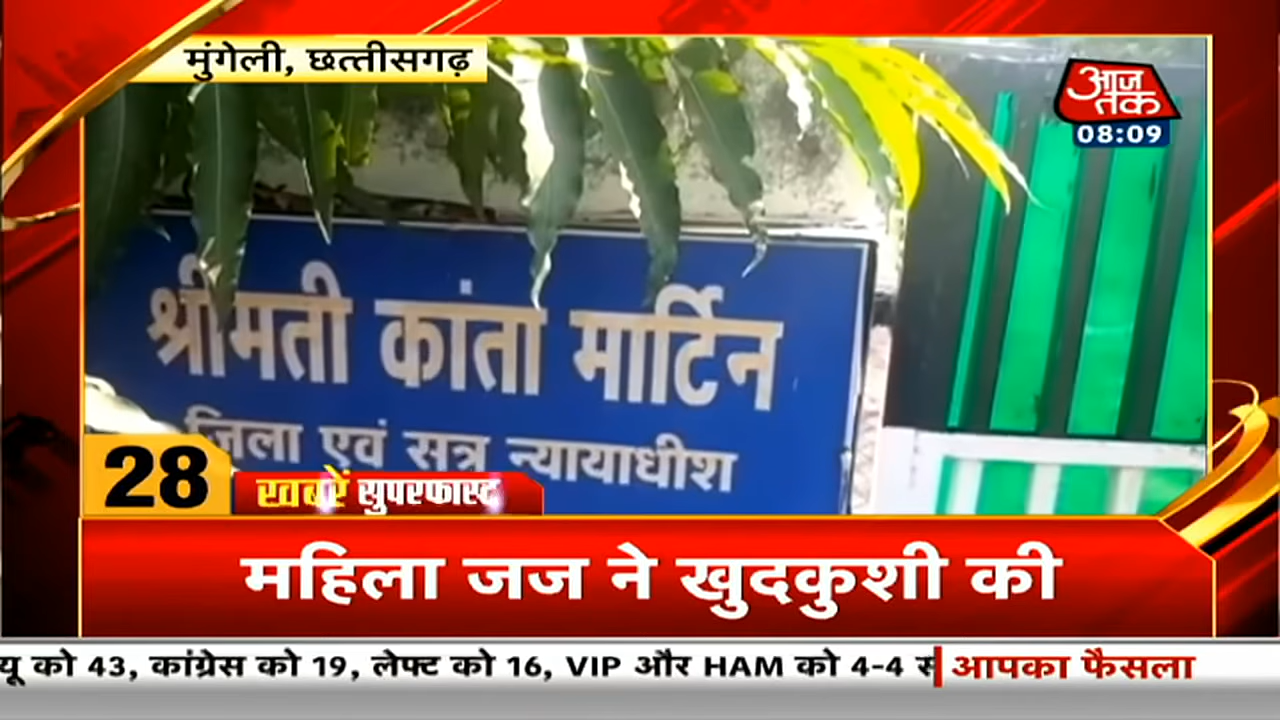 मुंगेली, छत्तीसगढ़
आज
तक
08:09
श्रीमती कांता मार्टिन
जिला एवं सत्र न्यायाधीश
28
खबरें सुपरफास्ट
महिला जज ने खुदकुशी की
यू को 43, कांग्रेस को 19, लेफ्ट को 16, VIP और HAM को 4-4
आपका फैसला